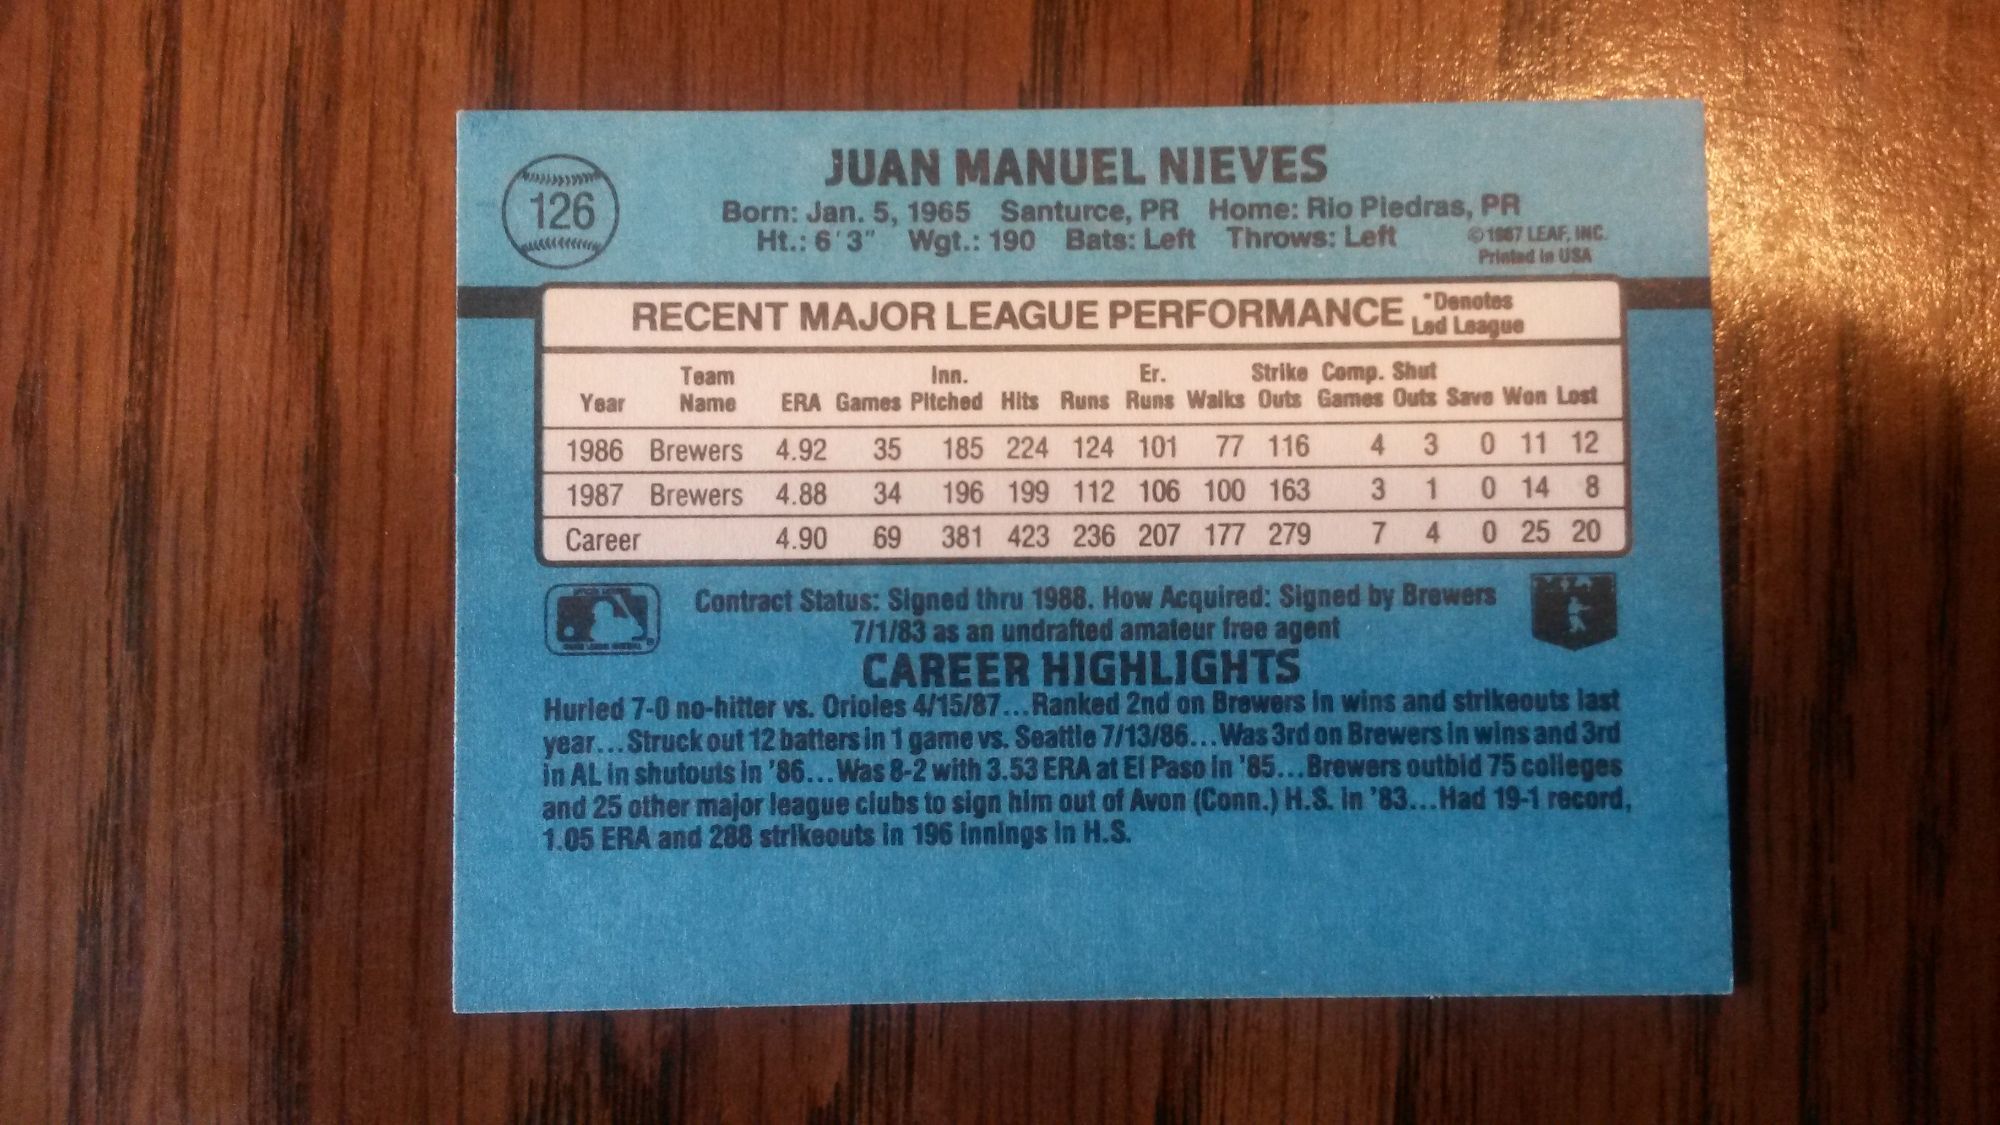 126
JUAN MANUEL NIEVES
Born: Jan. 5, 1965 Santurce, PR Home: Rio Piedras, PR
Ht.: 6'3" Wgt.: 190 Bats: Left Throws: Left
©1987 LEAF, INC.
Printed in USA
RECENT MAJOR LEAGUE PERFORMANCE *Denotes Led League
Year Team Name ERA Games Inn. Pitched Hits Runs Er. Runs Walks Strike Outs Comp. Games Shut Outs Save Won Lost
1986 Brewers 4.92 35 185 224 124 101 77 116 4 3 0 11 12
1987 Brewers 4.88 34 196 199 112 106 100 163 3 1 0 14 8
Career 4.90 69 381 423 236 207 177 279 7 4 0 25 20
Contract Status: Signed thru 1988. How Acquired: Signed by Brewers
7/1/83 as an undrafted amateur free agent
CAREER HIGHLIGHTS
Hurled 7-0 no-hitter vs. Orioles 4/15/87...Ranked 2nd on Brewers in wins and strikeouts last
year...Struck out 12 batters in 1 game vs. Seattle 7/13/86...Was 3rd on Brewers in wins and 3rd
in AL in shutouts in '86...Was 8-2 with 3.53 ERA at El Paso in '85...Brewers outbid 75 colleges
and 25 other major league clubs to sign him out of Avon (Conn.) H.S. in '83...Had 19-1 record,
1.05 ERA and 288 strikeouts in 196 innings in H.S.